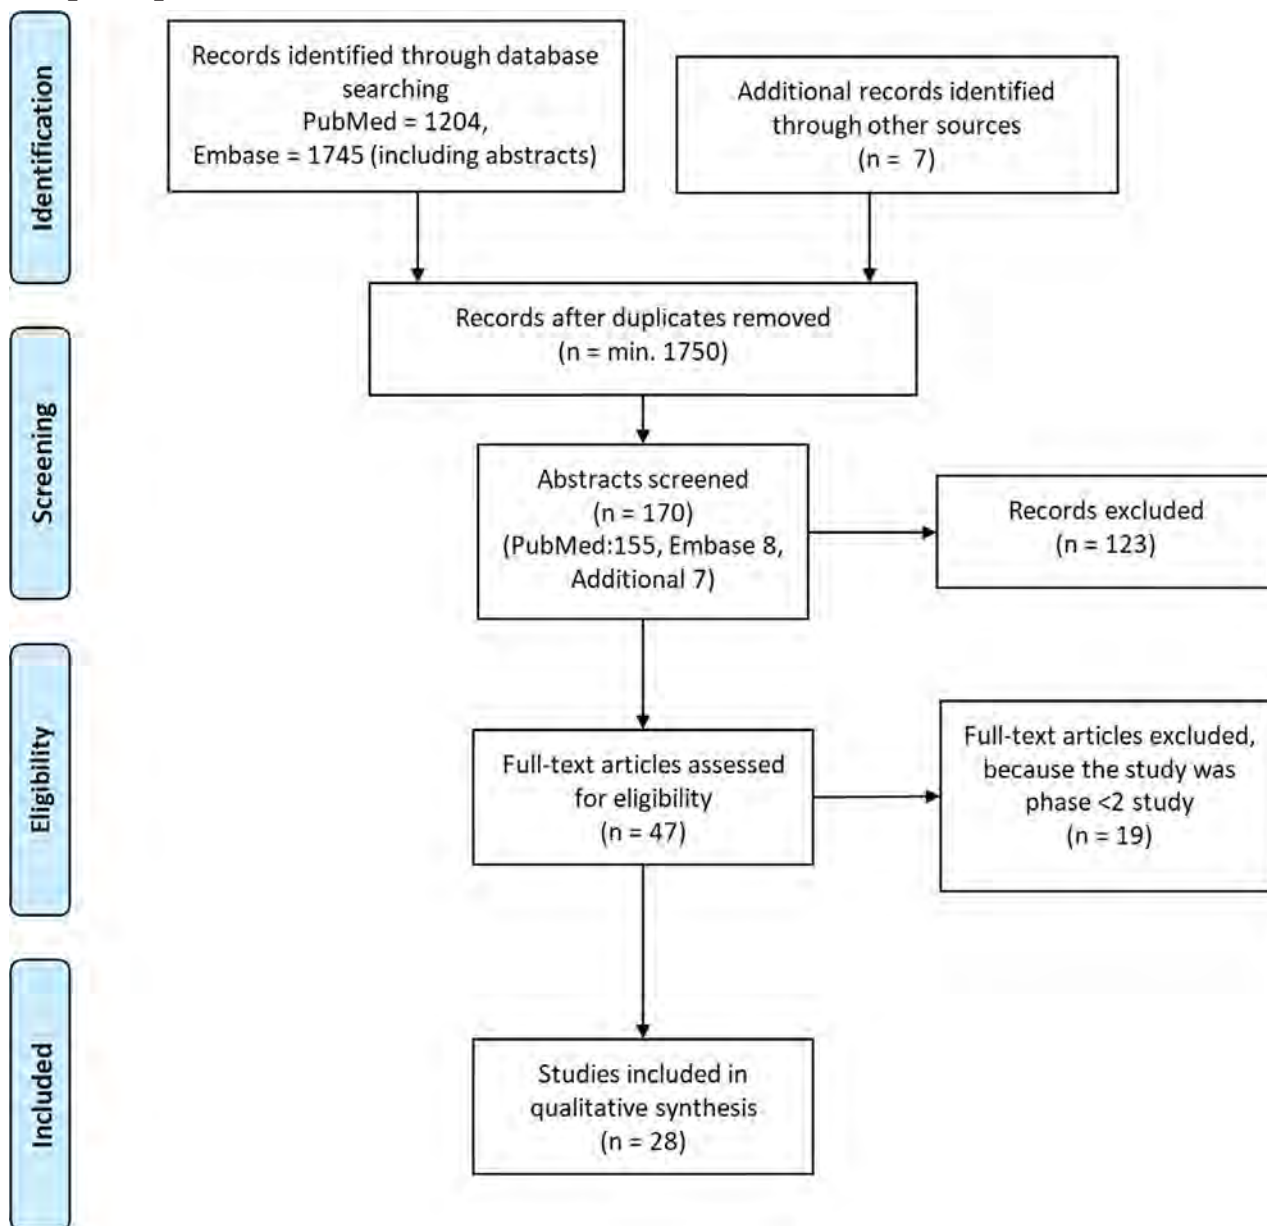 Identification
Records identified through database
searching
PubMed = 1204,
Embase = 1745 (including abstracts)
Additional records identified
through other sources
(n = 7)
Records after duplicates removed
(n = min. 1750)
Screening
Abstracts screened
(n = 170)
(PubMed:155, Embase 8,
Additional 7)
Records excluded
(n = 123)
Eligibility
Full-text articles assessed
for eligibility
(n = 47)
Full-text articles excluded,
because the study was
phase <2 study
(n = 19)
Included
Studies included in
qualitative synthesis
(n = 28)